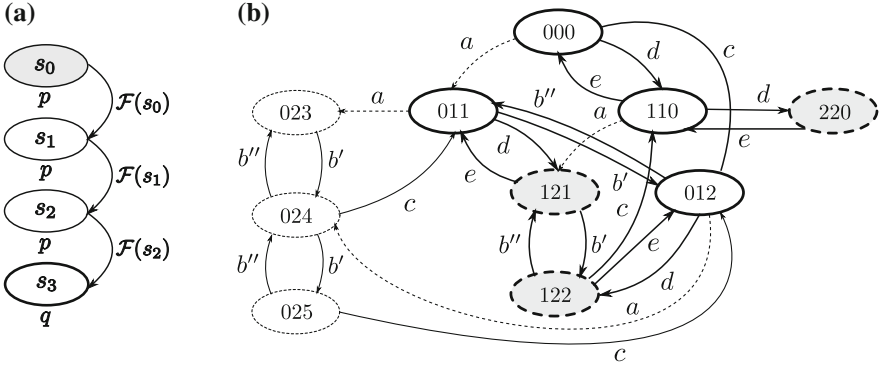 (a)
s₀
p
F(s₀)
s₁
p
F(s₁)
s₂
p
F(s₂)
s₃
q
(b)
000
a
d
c
e
023
a
011
b″
a
110
d
220
e
b″
b′
d
e
121
b′
012
024
c
c
b″
b′
e
b″
b′
122
d
a
025
c